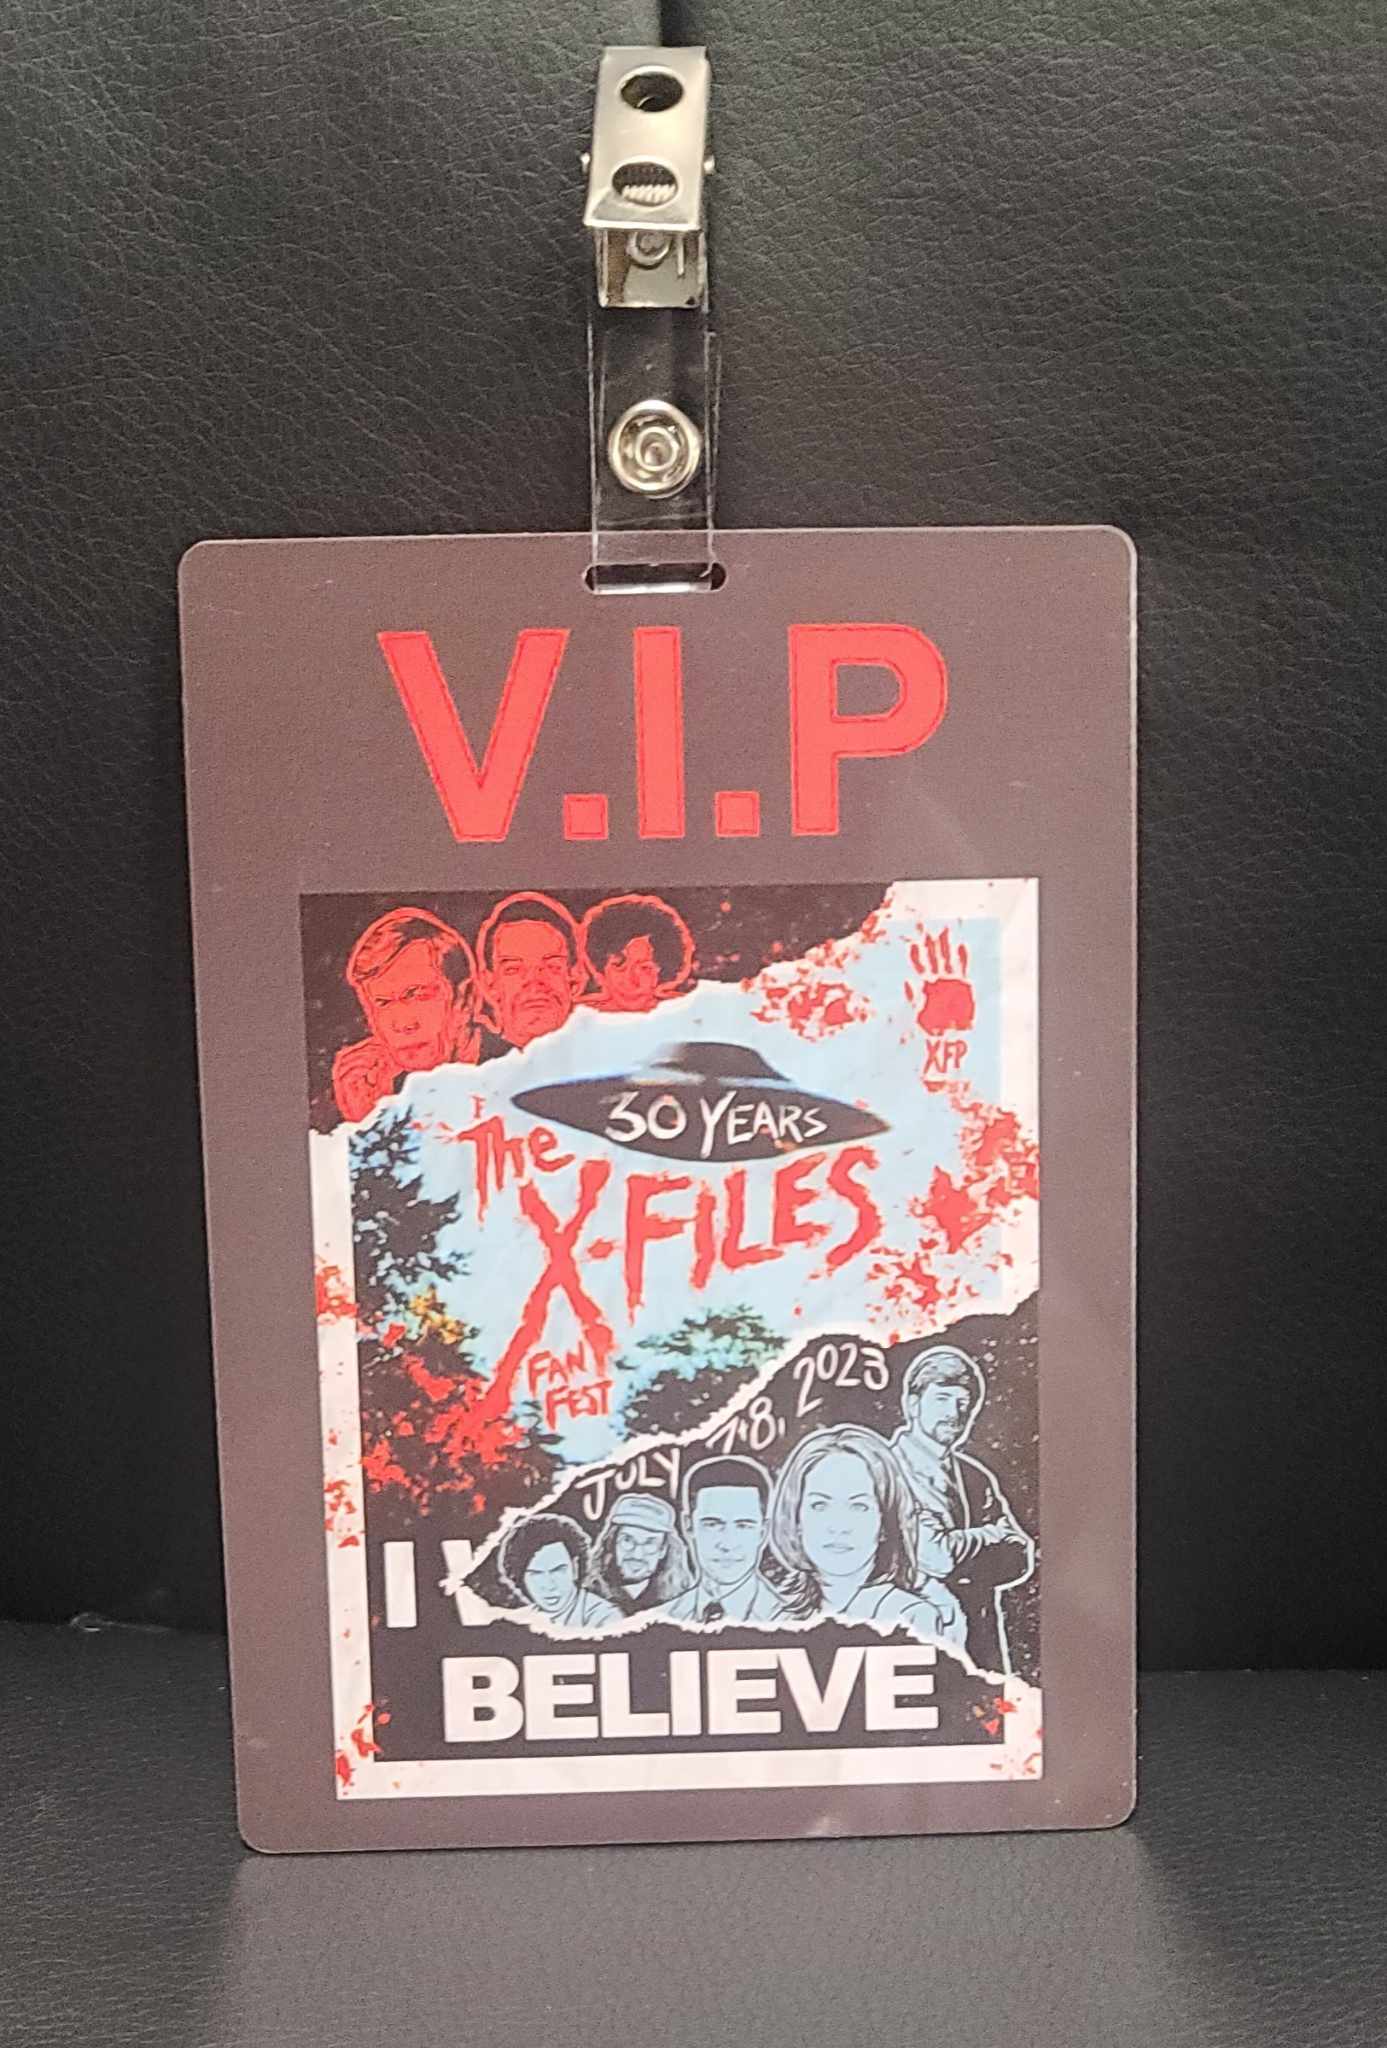 V.I.P
XFP
30 YEARS
The
X-FILES
FAN
FEST
JULY 7.8. 2023
I W
BELIEVE